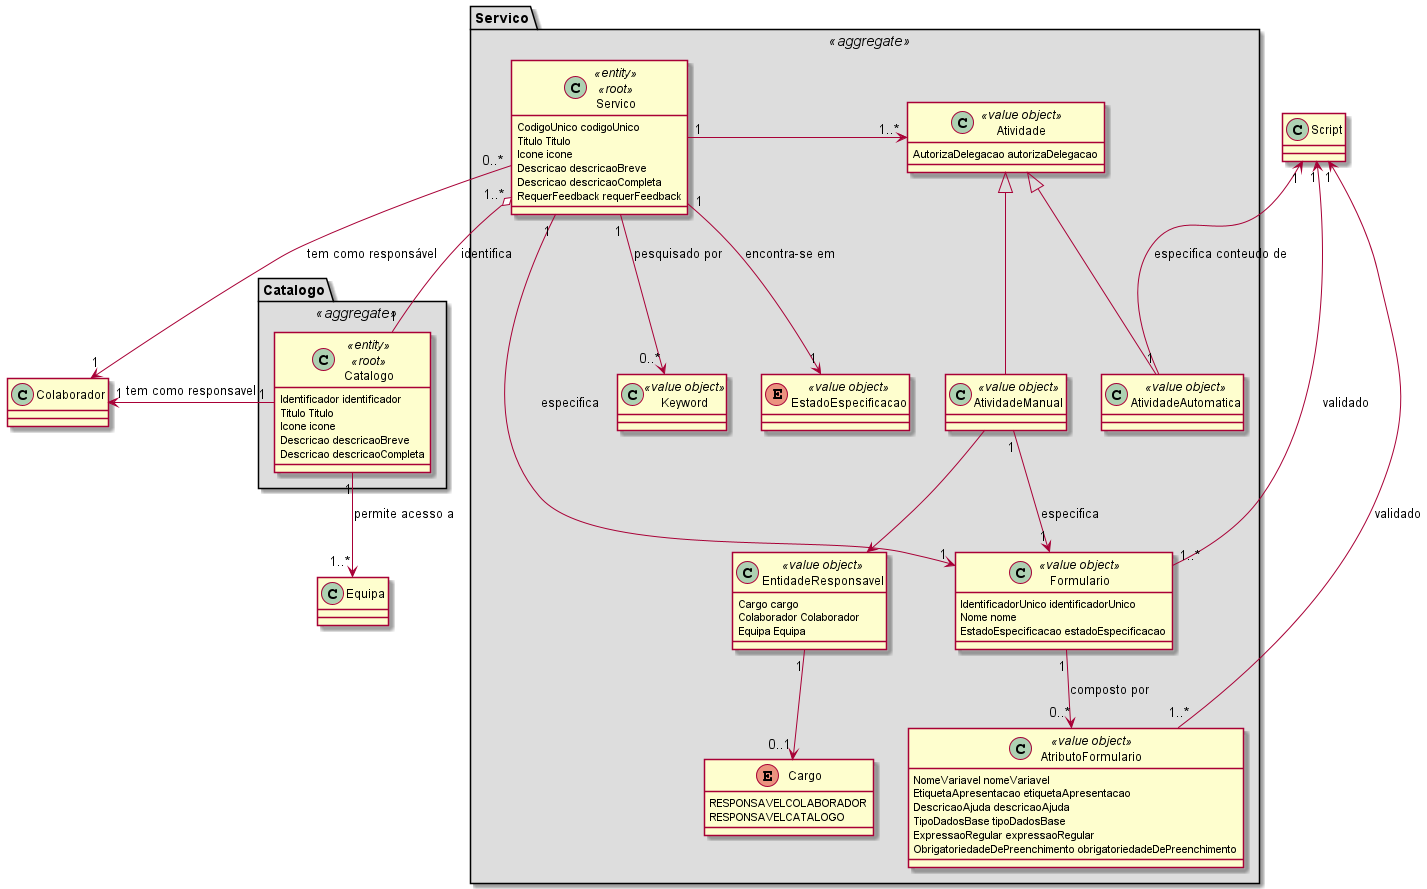 Servico
«aggregate»
C
«entity»
«root»
Servico
CodigoUnico codigoUnico
Titulo Titulo
Icone icone
Descricao descricaoBreve
Descricao descricaoCompleta
RequerFeedback requerFeedback
1
1..*
C
«value object»
Atividade
AutorizaDelegacao autorizaDelegacao
C
Script
0..*
1..*
1
1
1
1
1
1
tem como responsável
identifica
pesquisado por
encontra-se em
especifica conteudo de
Catalogo
«aggregate»
1
C
«entity»
«root»
Catalogo
Identificador identificador
Titulo Titulo
Icone icone
Descricao descricaoBreve
Descricao descricaoCompleta
1
C
Colaborador
1
tem como responsavel
1
0..*
1
1
C
«value object»
Keyword
E
«value object»
EstadoEspecificacao
C
«value object»
AtividadeManual
C
«value object»
AtividadeAutomatica
especifica
validado
1
1
permite acesso a
especifica
validado
1..*
C
Equipa
1
1
1..*
C
«value object»
EntidadeResponsavel
Cargo cargo
Colaborador Colaborador
Equipa Equipa
C
«value object»
Formulario
IdentificadorUnico identificadorUnico
Nome nome
EstadoEspecificacao estadoEspecificacao
1
1
composto por
0..1
0..*
1..*
E
Cargo
RESPONSAVELCOLABORADOR
RESPONSAVELCATALOGO
C
«value object»
AtributoFormulario
NomeVariavel nomeVariavel
EtiquetaApresentacao etiquetaApresentacao
DescricaoAjuda descricaoAjuda
TipoDadosBase tipoDadosBase
ExpressaoRegular expressaoRegular
ObrigatoriedadeDePreenchimento obrigatoriedadeDePreenchimento